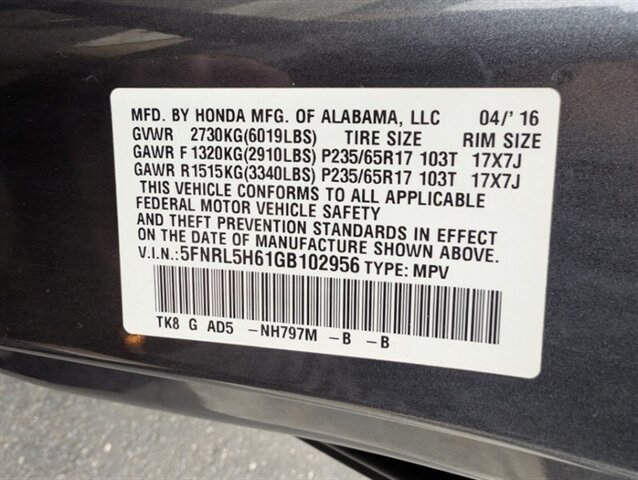 MFD. BY HONDA MFG. OF ALABAMA, LLC 04/' 16
GVWR 2730KG(6019LBS) TIRE SIZE RIM SIZE
GAWR F 1320KG(2910LBS) P235/65R17 103T 17X7J
GAWR R1515KG(3340LBS) P235/65R17 103T 17X7J
THIS VEHICLE CONFORMS TO ALL APPLICABLE
FEDERAL MOTOR VEHICLE SAFETY
AND THEFT PREVENTION STANDARDS IN EFFECT
ON THE DATE OF MANUFACTURE SHOWN ABOVE.
V.I.N.:5FNRL5H61GB102956 TYPE: MPV
TK8 G AD5 -NH797M -B -B